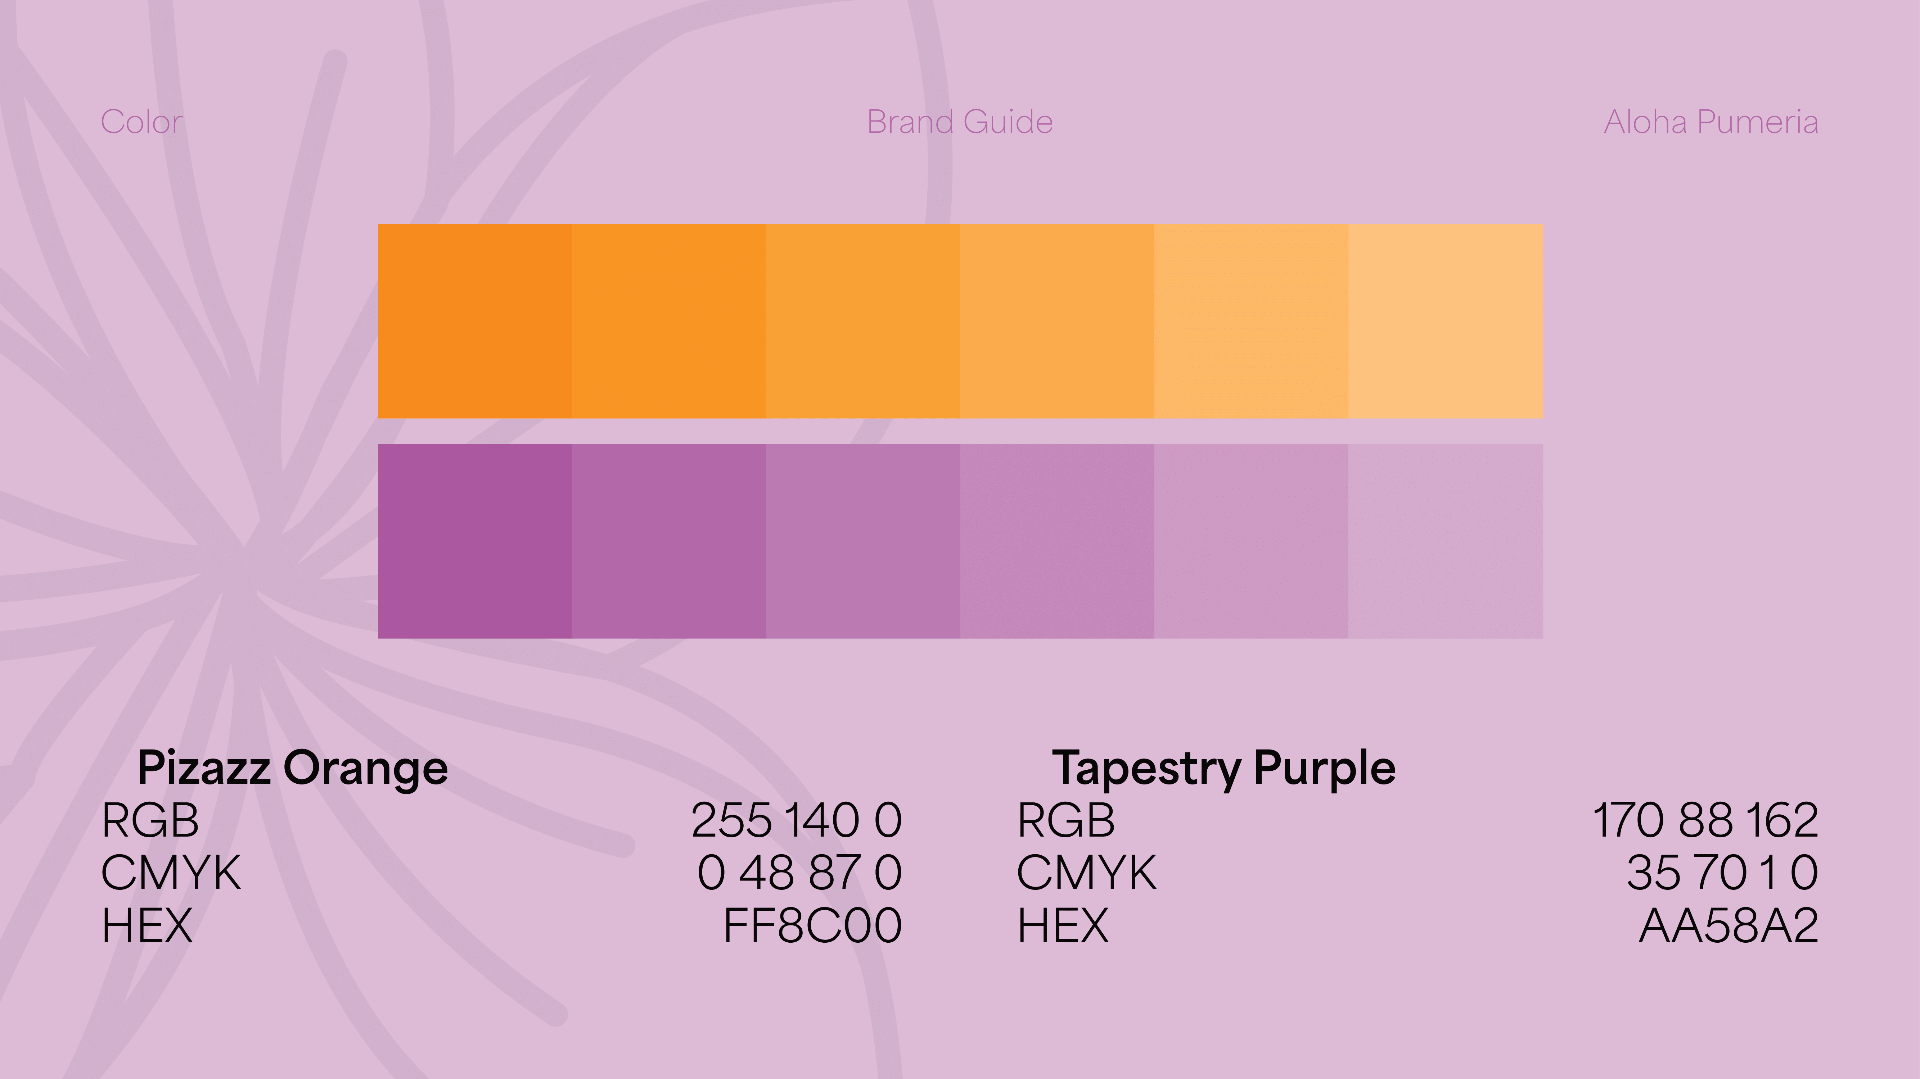 Color
Brand Guide
Aloha Pumeria
Pizazz Orange
RGB 255 140 0
CMYK 0 48 87 0
HEX FF8C00
Tapestry Purple
RGB 170 88 162
CMYK 35 70 1 0
HEX AA58A2